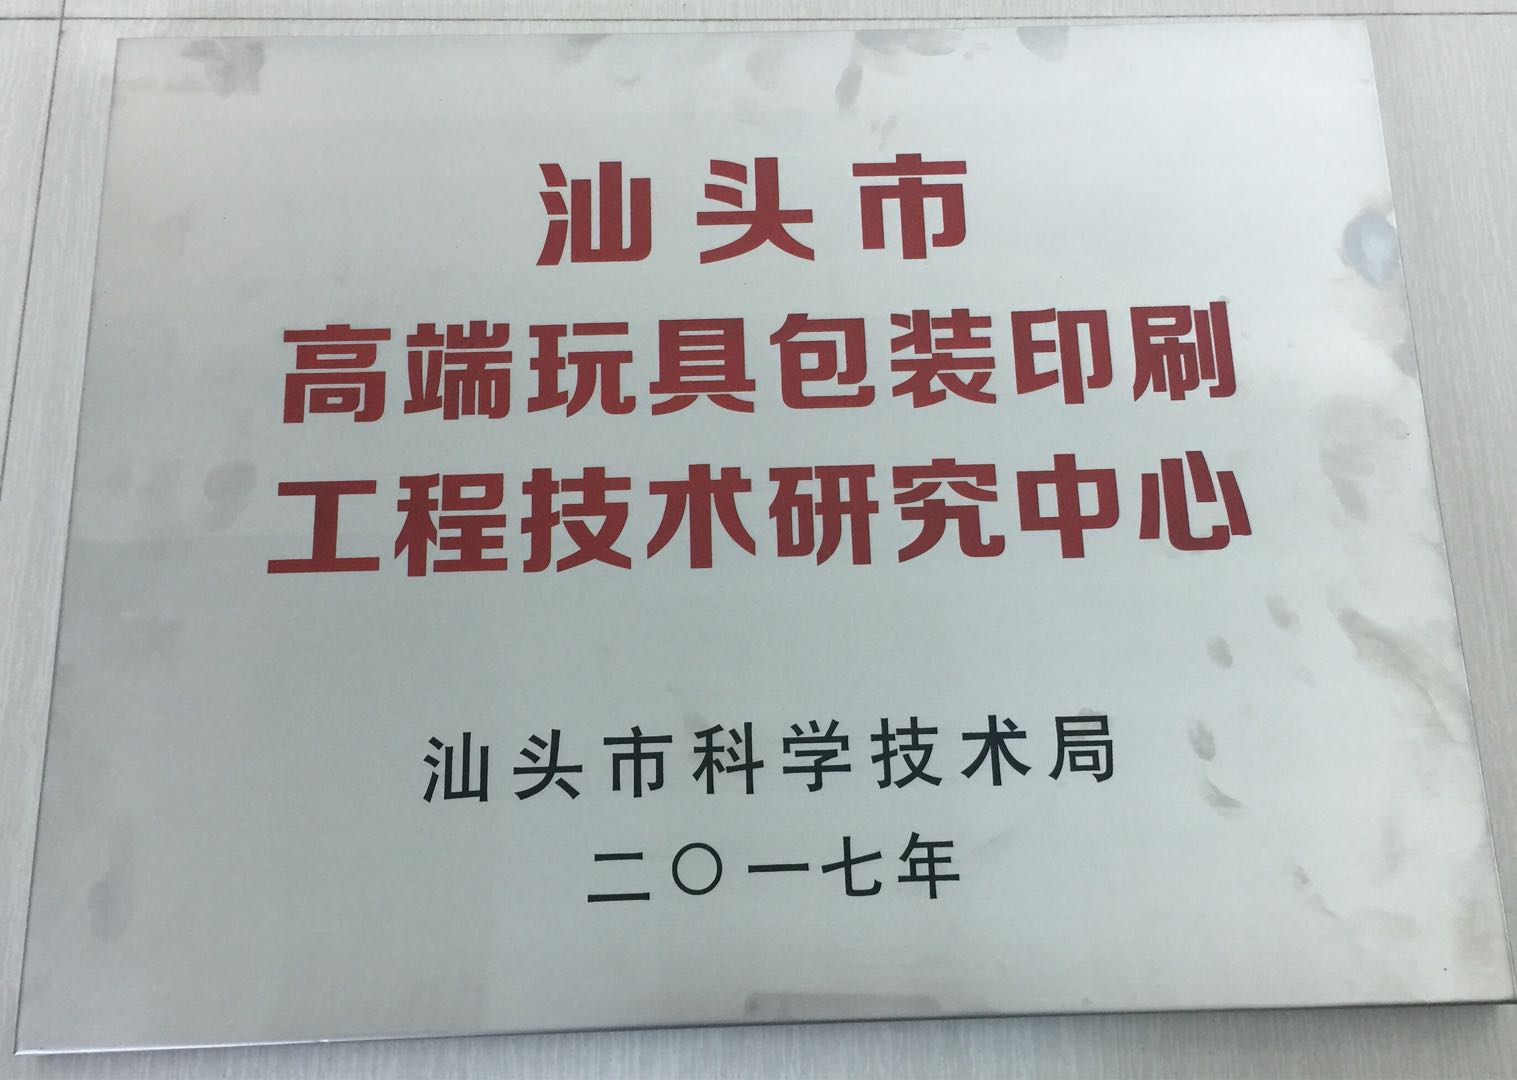 汕头市
高端玩具包装印刷
工程技术研究中心
汕头市科学技术局
二〇一七年